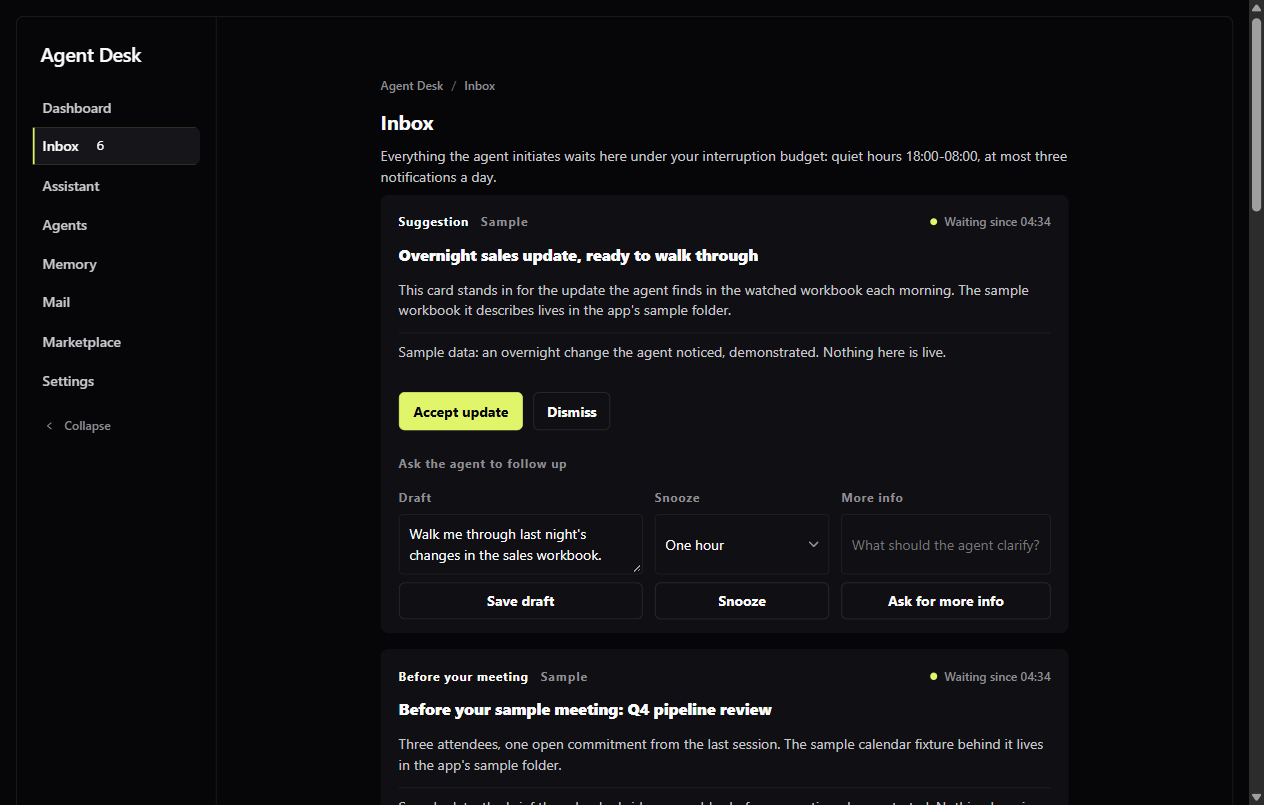 Agent Desk
Dashboard
Inbox 6
Assistant
Agents
Memory
Mail
Marketplace
Settings
Collapse
Agent Desk / Inbox
Inbox
Everything the agent initiates waits here under your interruption budget: quiet hours 18:00-08:00, at most three
notifications a day.
Suggestion Sample Waiting since 04:34
Overnight sales update, ready to walk through
This card stands in for the update the agent finds in the watched workbook each morning. The sample
workbook it describes lives in the app's sample folder.
Sample data: an overnight change the agent noticed, demonstrated. Nothing here is live.
Accept update Dismiss
Ask the agent to follow up
Draft Snooze More info
Walk me through last night's
changes in the sales workbook.
One hour
What should the agent clarify?
Save draft Snooze Ask for more info
Before your meeting Sample Waiting since 04:34
Before your sample meeting: Q4 pipeline review
Three attendees, one open commitment from the last session. The sample calendar fixture behind it lives
in the app's sample folder.